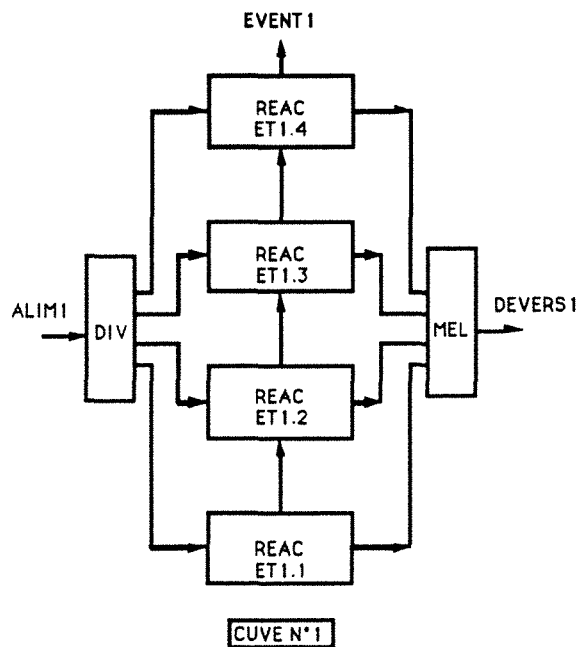 EVENT1
REAC
ET1.4
REAC
ET1.3
ALIM1
DIV
MEL
DEVERS1
REAC
ET1.2
REAC
ET1.1
CUVE N°1